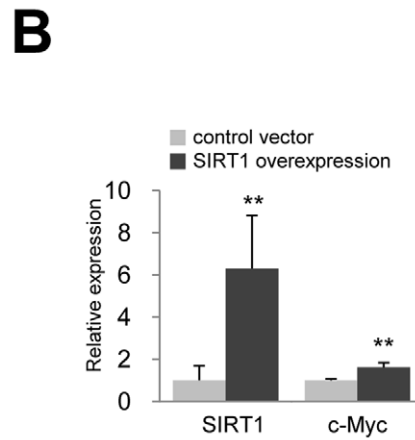 B
control vector
SIRT1 overexpression
Relative expression
10
8
6
4
2
0
**
**
SIRT1
c-Myc